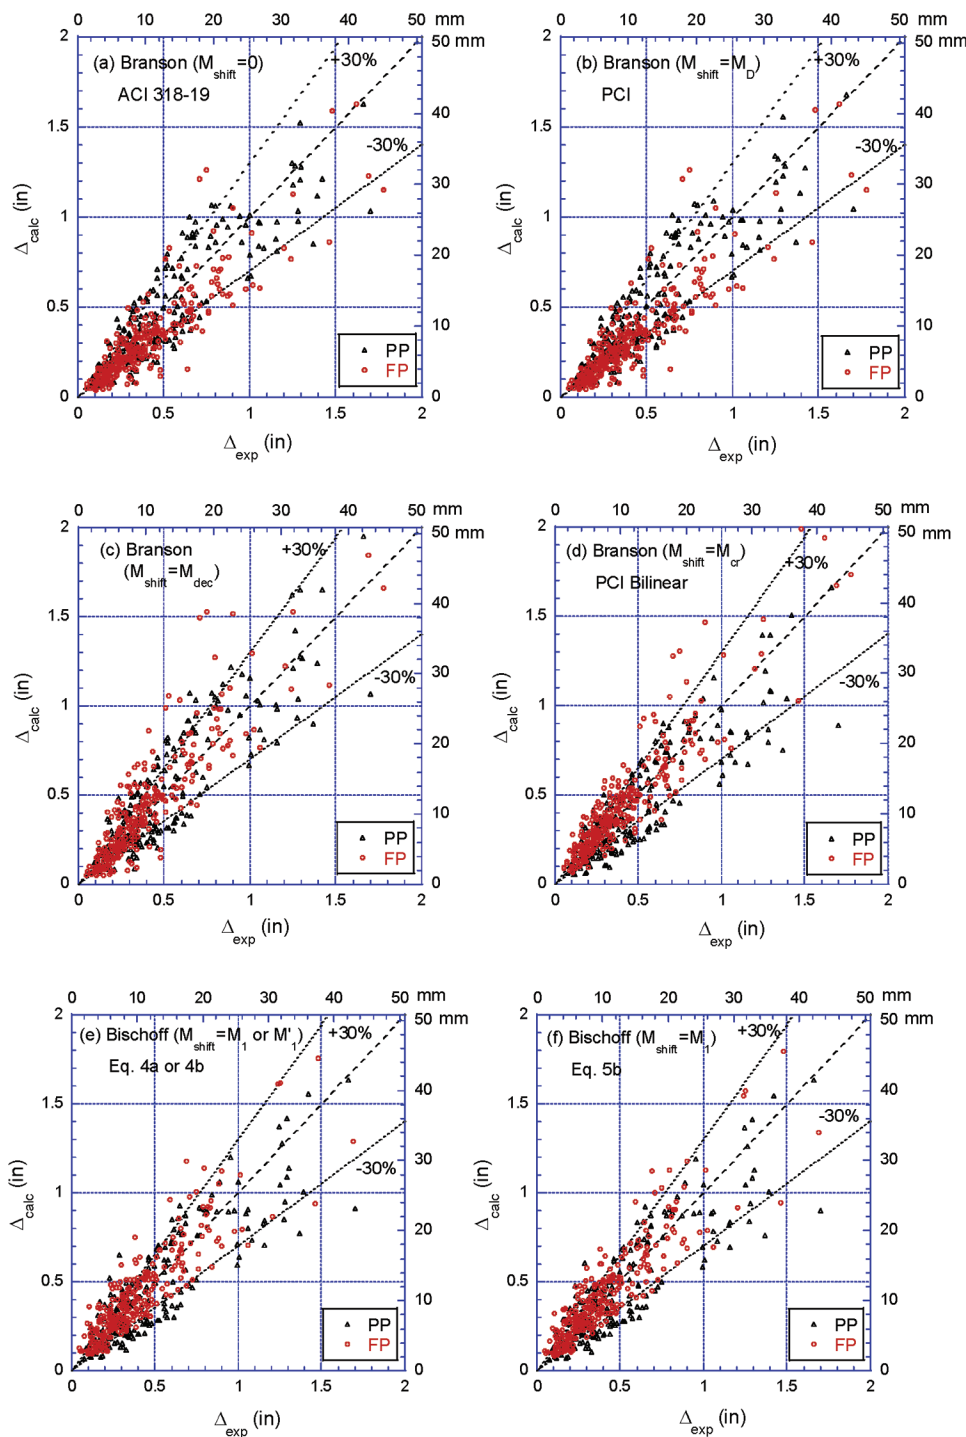 0 10 20 30 40 50 mm
0 10 20 30 40 50 mm
(a) Branson (Mshift=0)
ACI 318-19
+30%
-30%
PP
FP
2
1.5
1
0.5
0
Δcalc (in)
50 mm
40
30
20
10
0
0 0.5 1 1.5 2
Δexp (in)
(b) Branson (Mshift=MD)
PCI
+30%
-30%
PP
FP
2
1.5
1
0.5
0
Δcalc (in)
50 mm
40
30
20
10
0
0 0.5 1 1.5 2
Δexp (in)
0 10 20 30 40 50 mm
0 10 20 30 40 50 mm
(c) Branson
(Mshift=Mdec)
+30%
-30%
PP
FP
2
1.5
1
0.5
0
Δcalc (in)
50 mm
40
30
20
10
0
0 0.5 1 1.5 2
Δexp (in)
(d) Branson (Mshift=Mcr)
PCI Bilinear
+30%
-30%
PP
FP
2
1.5
1
0.5
0
Δcalc (in)
50 mm
40
30
20
10
0
0 0.5 1 1.5 2
Δexp (in)
0 10 20 30 40 50 mm
0 10 20 30 40 50 mm
(e) Bischoff (Mshift=M1 or M'1)
Eq. 4a or 4b
+30%
-30%
PP
FP
2
1.5
1
0.5
0
Δcalc (in)
50 mm
40
30
20
10
0
0 0.5 1 1.5 2
Δexp (in)
(f) Bischoff (Mshift=M1)
Eq. 5b
+30%
-30%
PP
FP
2
1.5
1
0.5
0
Δcalc (in)
50 mm
40
30
20
10
0
0 0.5 1 1.5 2
Δexp (in)